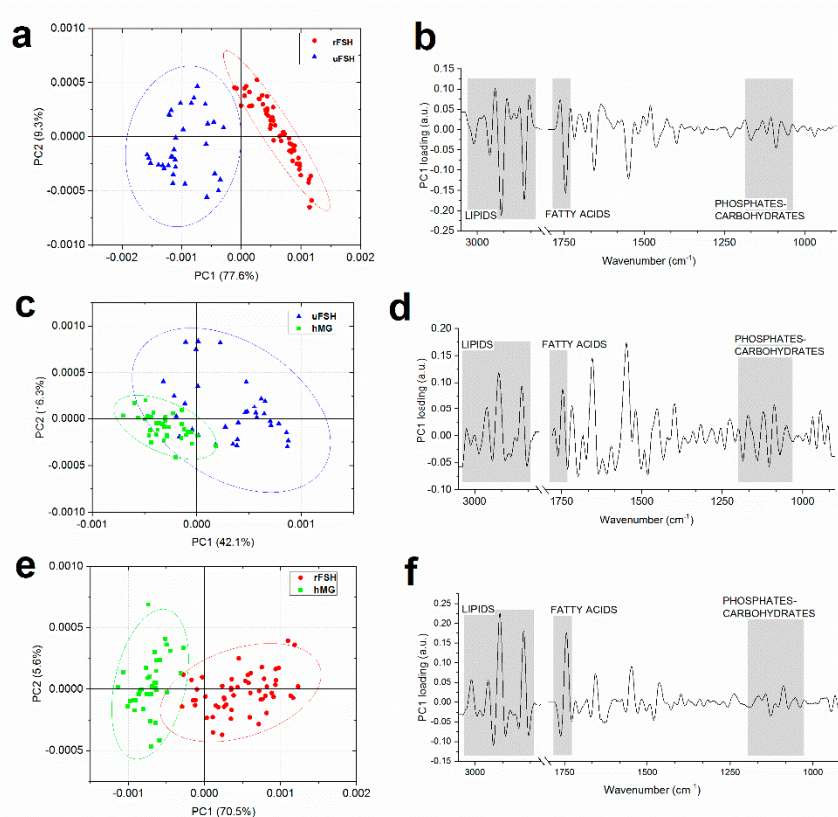 a
rFSH
uFSH
PC2 (9.3%)
0.0010
0.0005
0.0000
-0.0005
-0.0010
-0.002
-0.001
0.000
0.001
0.002
PC1 (77.6%)
b
PC1 loading (a.u.)
0.25
0.20
0.15
0.10
0.05
0.00
-0.05
-0.10
-0.15
-0.20
-0.25
LIPIDS
FATTY ACIDS
PHOSPHATES-
CARBOHYDRATES
3000
1750
1500
1250
1000
Wavenumber (cm-1)
c
uFSH
hMG
PC2 (16.3%)
0.0010
0.0005
0.0000
-0.0005
-0.0010
-0.001
0.000
0.001
PC1 (42.1%)
d
PC1 loading (a.u.)
0.20
0.15
0.10
0.05
0.00
-0.05
-0.10
LIPIDS
FATTY ACIDS
PHOSPHATES-
CARBOHYDRATES
3000
1750
1500
1250
1000
Wavenumber (cm-1)
e
rFSH
hMG
PC2 (5.6%)
0.0010
0.0005
0.0000
-0.0005
-0.001
0.000
0.001
0.002
PC1 (70.5%)
f
PC1 loading (a.u.)
0.25
0.20
0.15
0.10
0.05
0.00
-0.05
-0.10
-0.15
LIPIDS
FATTY ACIDS
PHOSPHATES-
CARBOHYDRATES
3000
1750
1500
1250
1000
Wavenumber (cm-1)